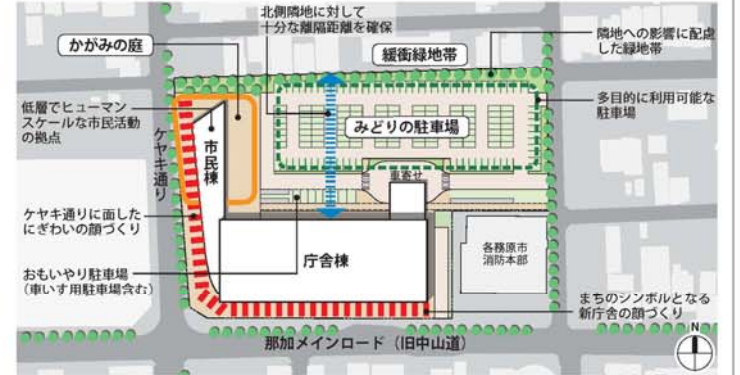 北側隣地に対して
十分な離隔距離を確保
かがみの庭
緩衝緑地帯
隣地への影響に配慮
した緑地帯
低層でヒューマン
スケールな市民活動
の拠点
多目的に利用可能な
駐車場
みどりの駐車場
ケヤキ通り
市民棟
車寄せ
ケヤキ通りに面した
にぎわいの顔づくり
庁舎棟
各務原市
消防本部
おもいやり駐車場
（車いす用駐車場含む）
まちのシンボルとなる
新庁舎の顔づくり
那加メインロード（旧中山道）
N